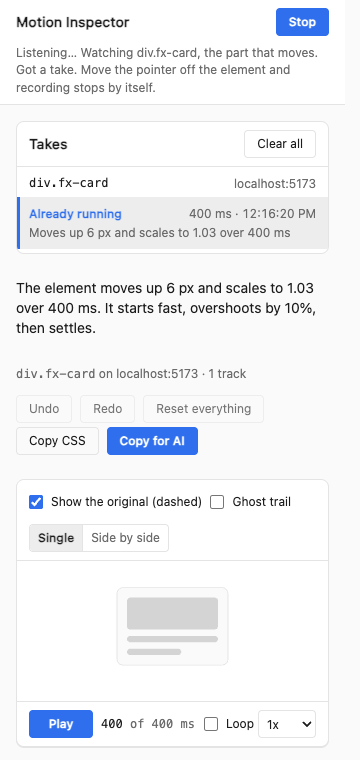 Motion Inspector
Stop
Listening... Watching div.fx-card, the part that moves.
Got a take. Move the pointer off the element and
recording stops by itself.
Takes
Clear all
div.fx-card
localhost:5173
Already running
400 ms · 12:16:20 PM
Moves up 6 px and scales to 1.03 over 400 ms
The element moves up 6 px and scales to 1.03
over 400 ms. It starts fast, overshoots by 10%,
then settles.
div.fx-card on localhost:5173 · 1 track
Undo
Redo
Reset everything
Copy CSS
Copy for AI
Show the original (dashed)
Ghost trail
Single
Side by side
Play
400 of 400 ms
Loop
1x